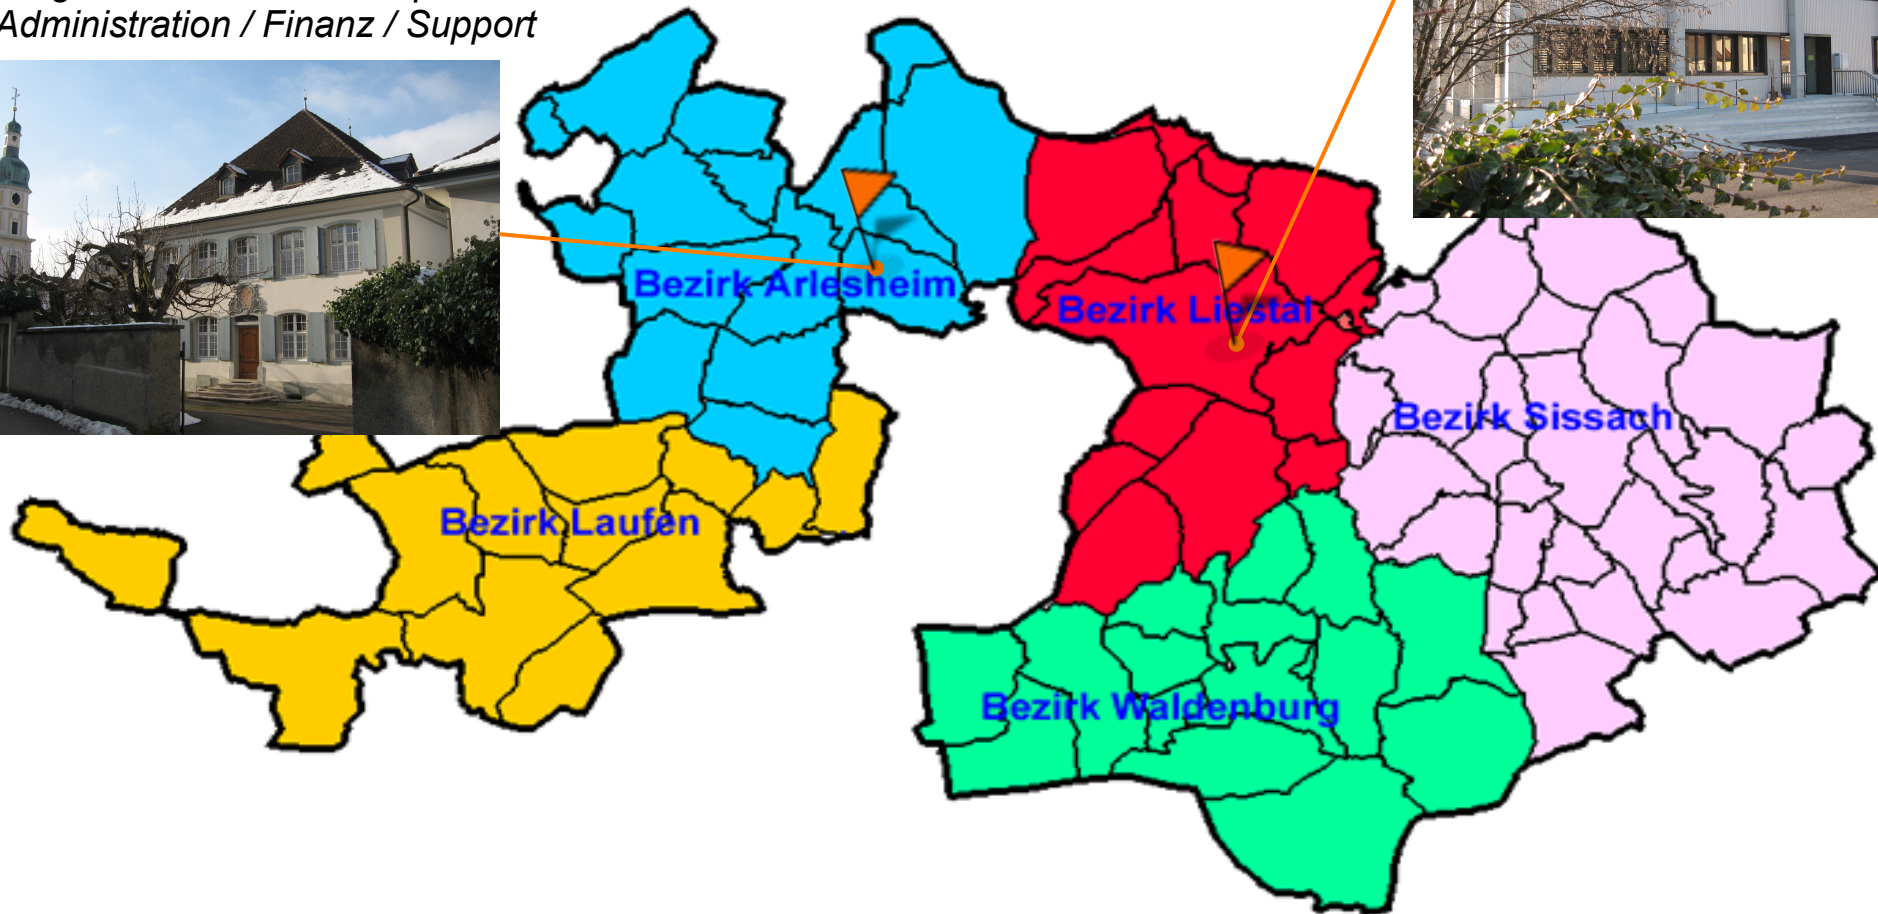 Administration / Finanz / Support
Bezirk Arlesheim
Bezirk Liestal
Bezirk Sissach
Bezirk Laufen
Bezirk Waldenburg